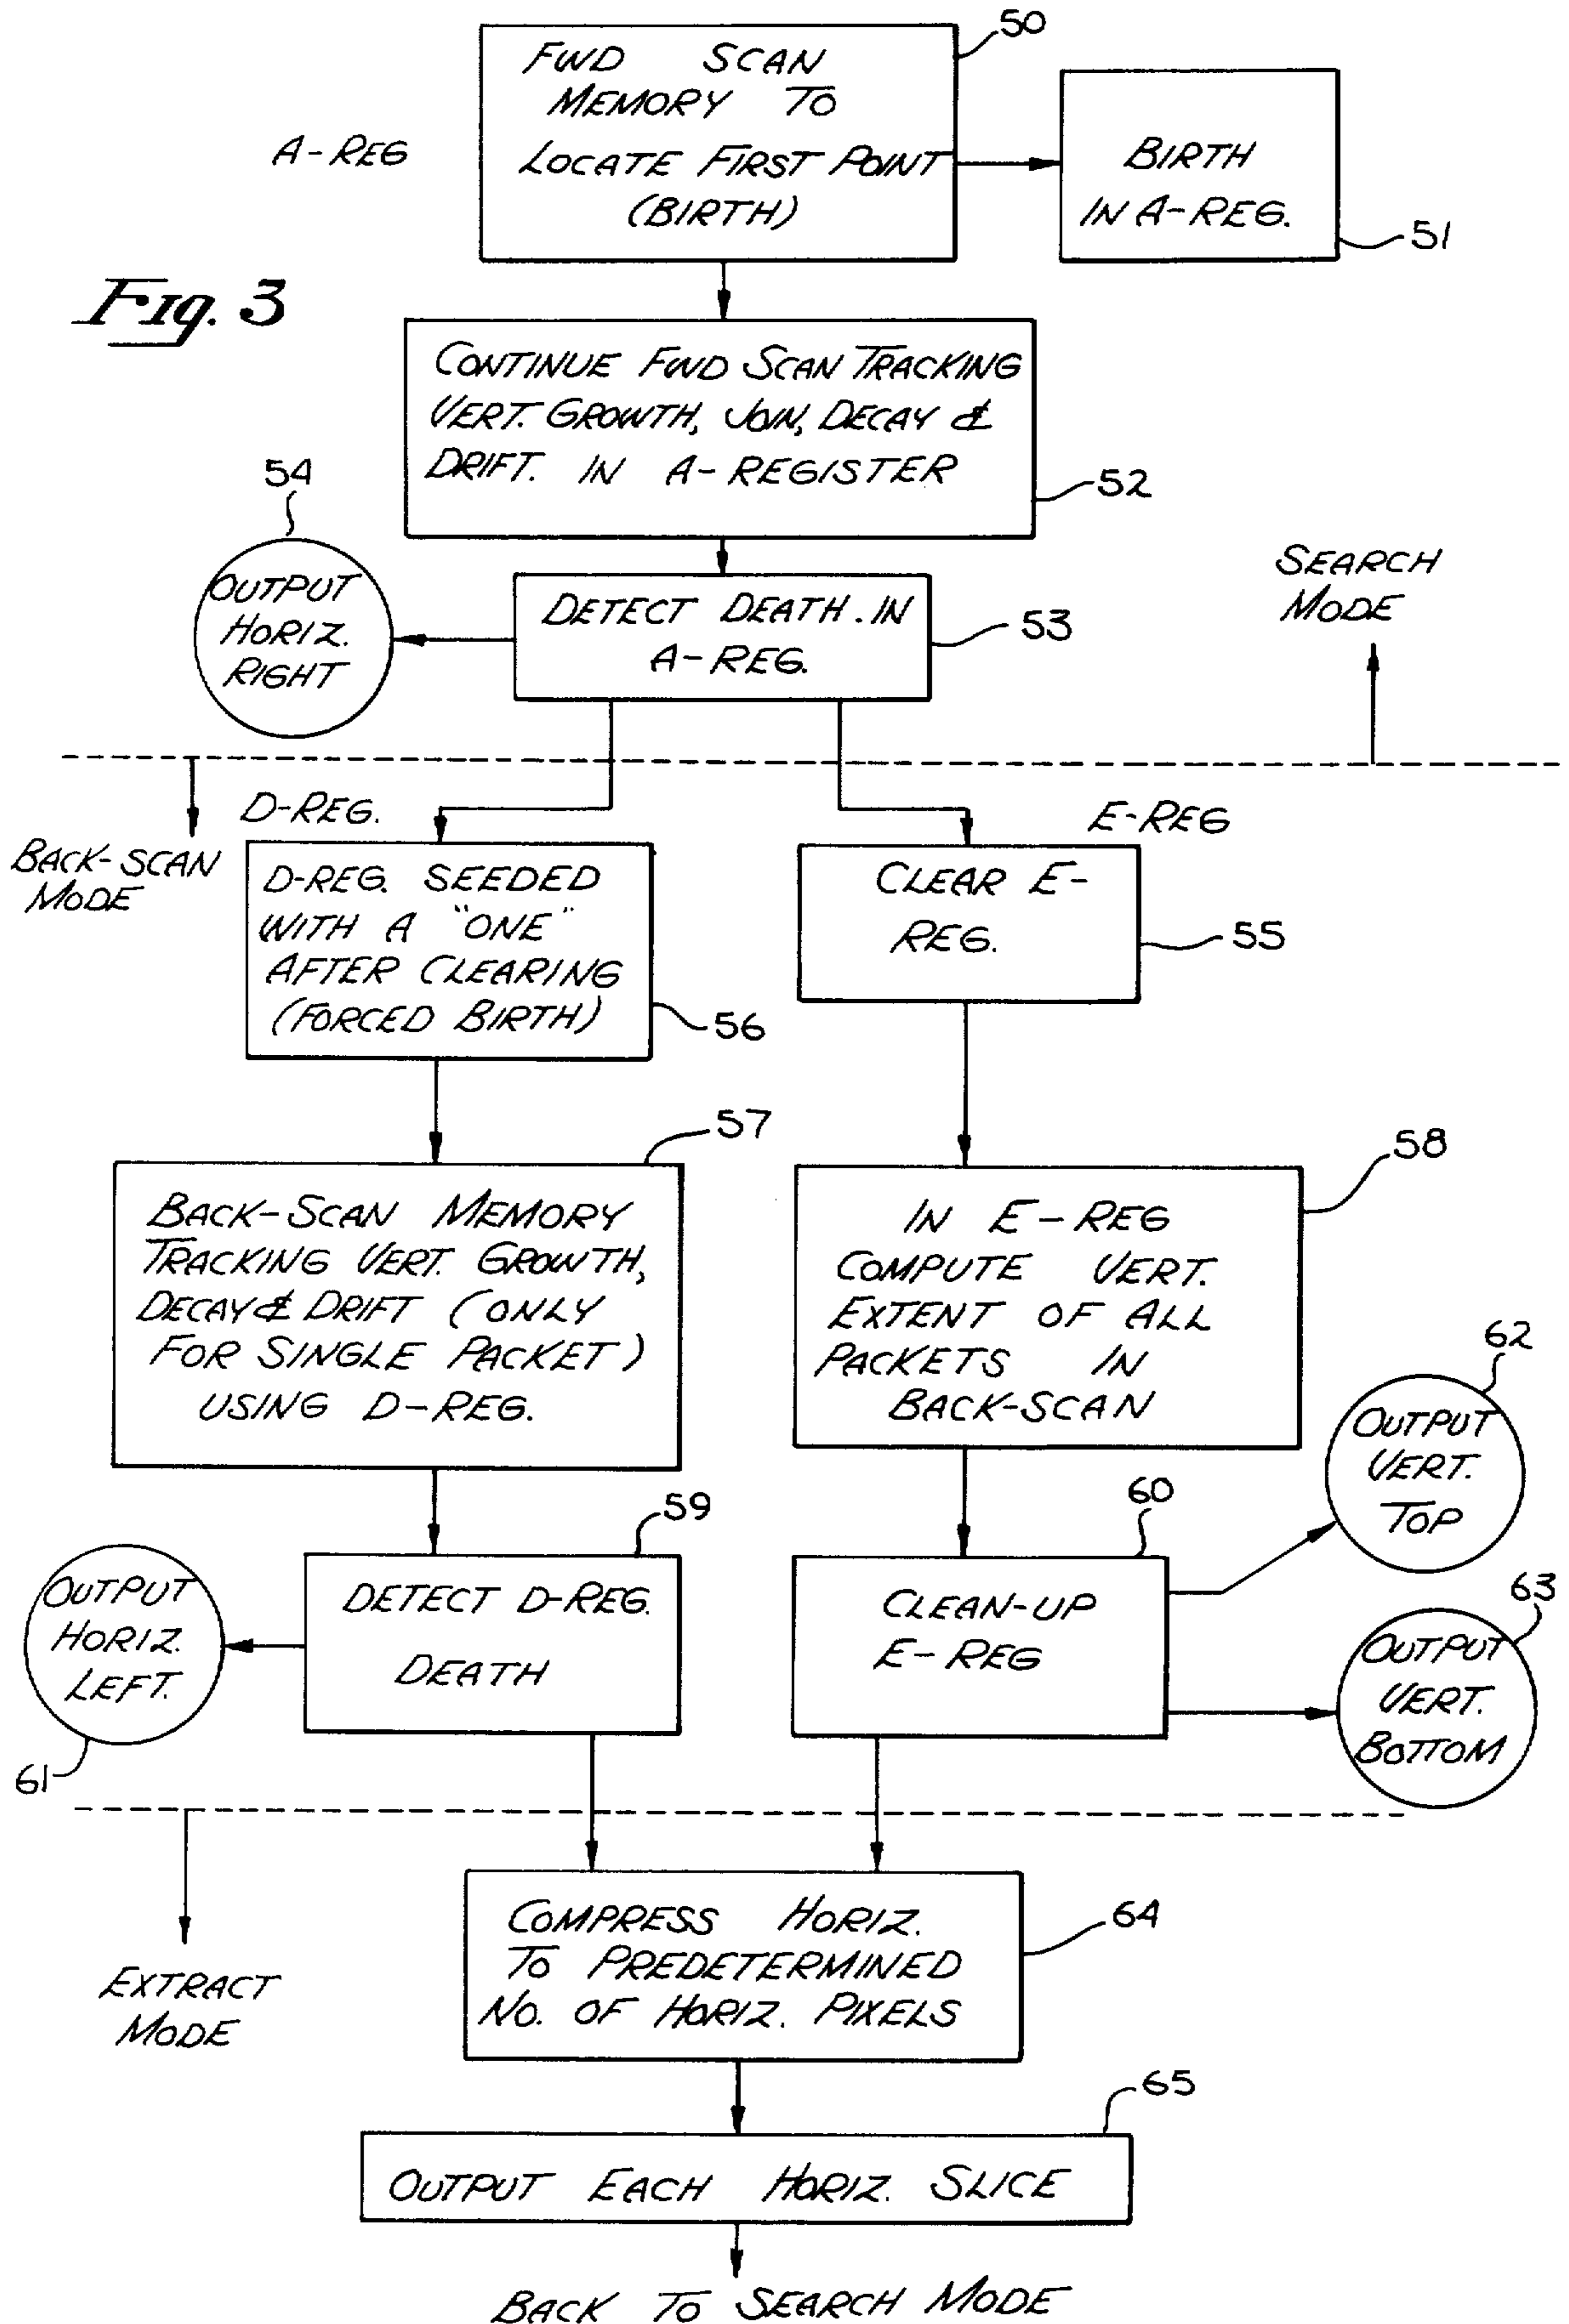 50
FWD SCAN
MEMORY TO
LOCATE FIRST POINT
(BIRTH)
A-REG
BIRTH
IN A-REG.
51
Fig. 3
CONTINUE FWD SCAN TRACKING
VERT. GROWTH, JOIN, DECAY &
DRIFT. IN A-REGISTER
52
54
OUTPUT
HORIZ.
RIGHT
DETECT DEATH. IN
A-REG.
53
SEARCH
MODE
BACK-SCAN
MODE
D-REG.
E-REG
D-REG. SEEDED
WITH A "ONE"
AFTER CLEARING
(FORCED BIRTH)
56
CLEAR E-
REG.
55
57
BACK-SCAN MEMORY
TRACKING VERT. GROWTH,
DECAY & DRIFT (ONLY
FOR SINGLE PACKET)
USING D-REG.
58
IN E-REG
COMPUTE VERT.
EXTENT OF ALL
PACKETS IN
BACK-SCAN
62
OUTPUT
VERT.
TOP
59
DETECT D-REG.
DEATH
OUTPUT
HORIZ.
LEFT.
61
60
CLEAN-UP
E-REG
63
OUTPUT
VERT.
BOTTOM
EXTRACT
MODE
COMPRESS HORIZ.
TO PREDETERMINED
NO. OF HORIZ. PIXELS
64
65
OUTPUT EACH HORIZ. SLICE
BACK TO SEARCH MODE